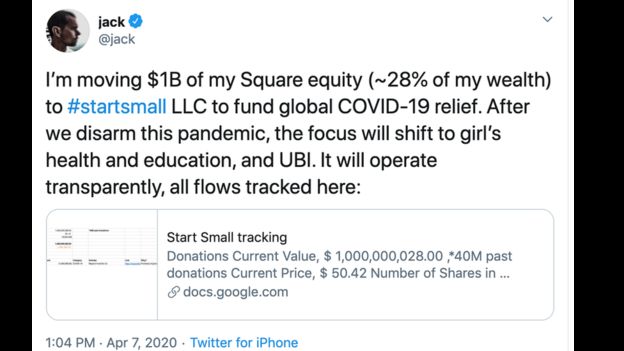 jack
@jack
I'm moving $1B of my Square equity (~28% of my wealth)
to #startsmall LLC to fund global COVID-19 relief. After
we disarm this pandemic, the focus will shift to girl's
health and education, and UBI. It will operate
transparently, all flows tracked here:
Start Small tracking
Donations Current Value, $ 1,000,000,028.00 ,*40M past
donations Current Price, $ 50.42 Number of Shares in ...
docs.google.com
1:04 PM · Apr 7, 2020 · Twitter for iPhone